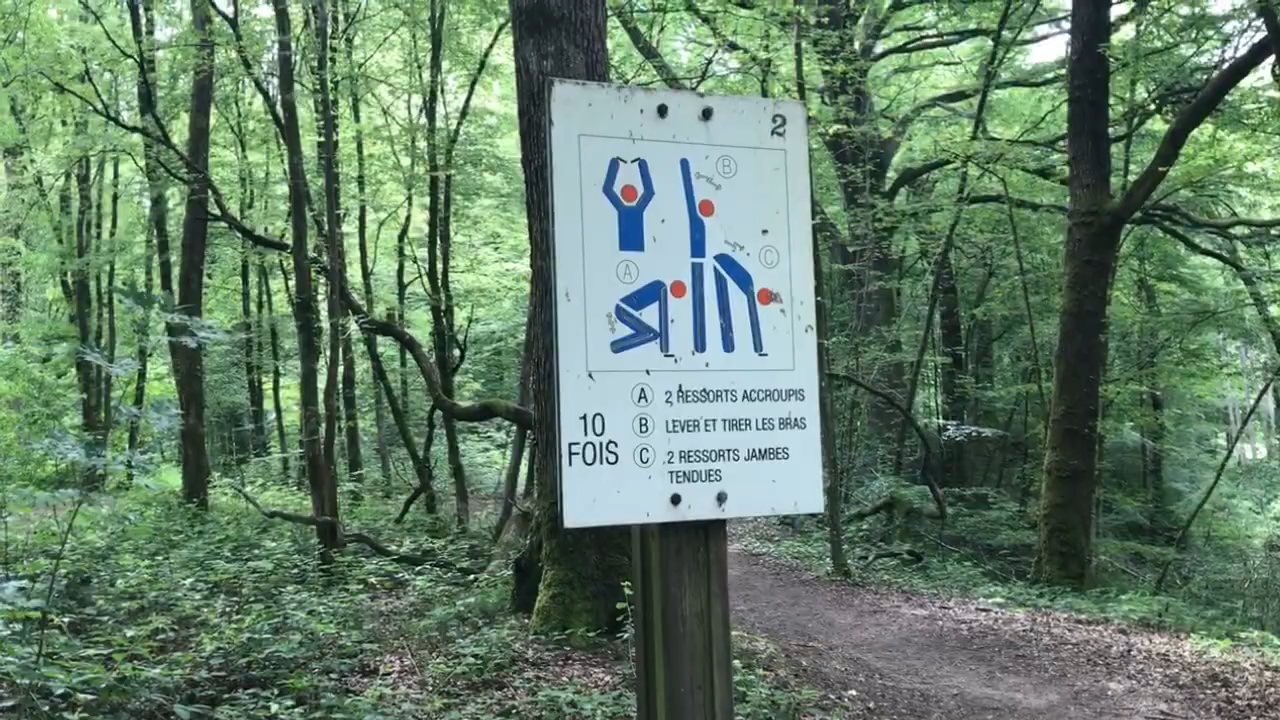 2
B
A
C
10
FOIS
A 2 RESSORTS ACCROUPIS
B LEVER ET TIRER LES BRAS
C 2 RESSORTS JAMBES
TENDUES